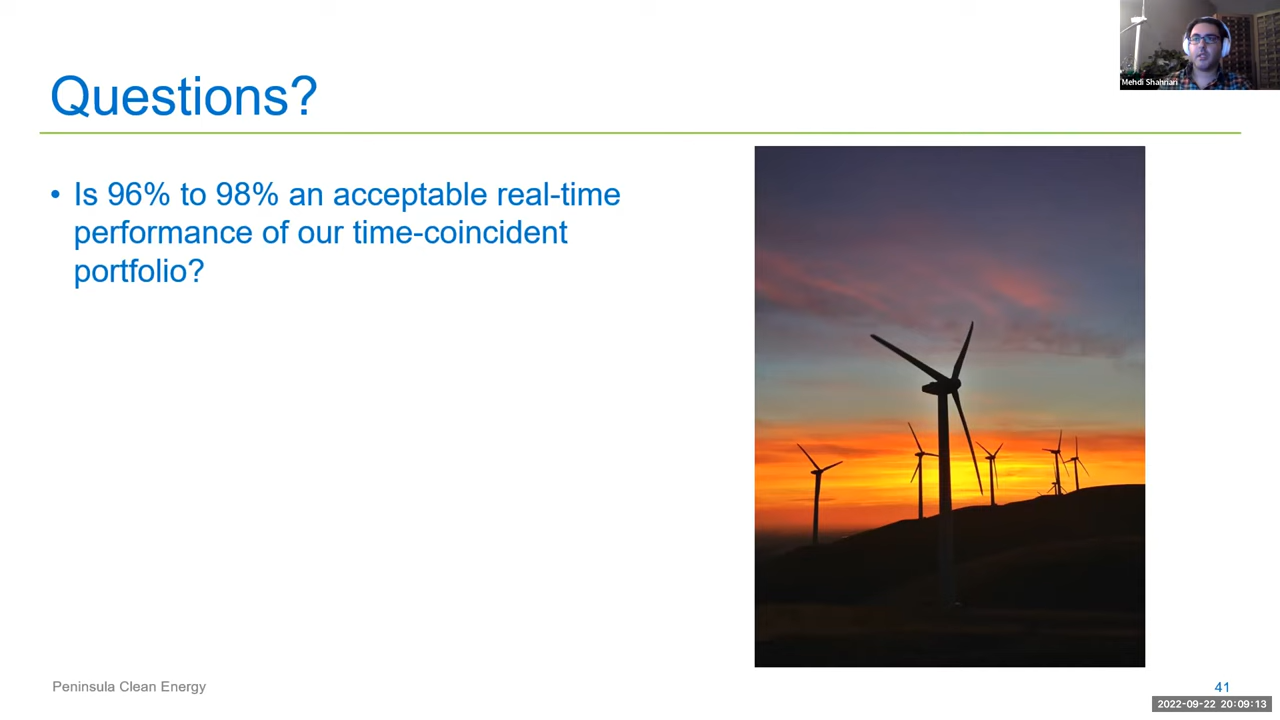 Questions?
Mehdi Shahriari
• Is 96% to 98% an acceptable real-time
performance of our time-coincident
portfolio?
Peninsula Clean Energy
41
2022-09-22 20:09:13